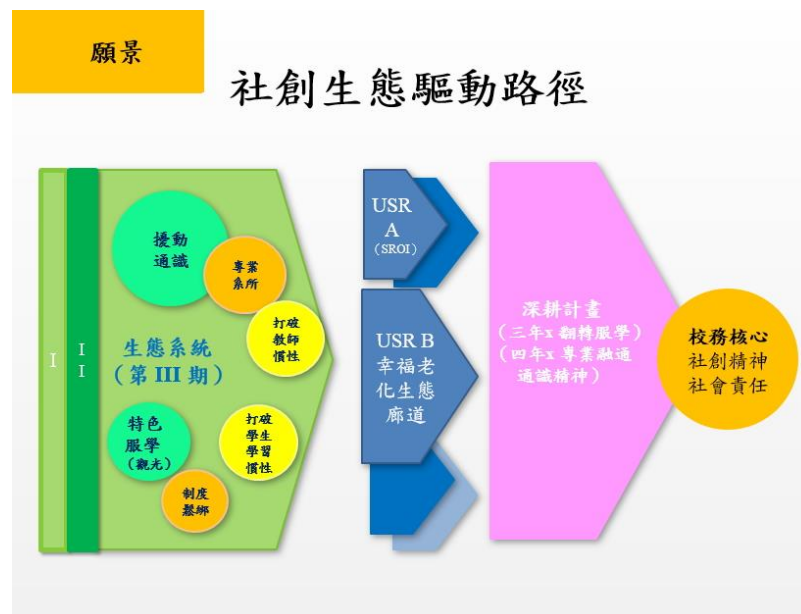 願景
社創生態驅動路徑
I
I
I
擾動
通識
專業
系所
打破
教師
慣性
生態系統
（第 III 期）
特色
服學
（觀光）
打破
學生
學習
慣性
制度
鬆綁
USR
A
（SROI）
USR B
幸福老
化生態
廊道
深耕計畫
（三年x 翻轉服學）
（四年x 專業融通
通識精神）
校務核心
社創精神
社會責任